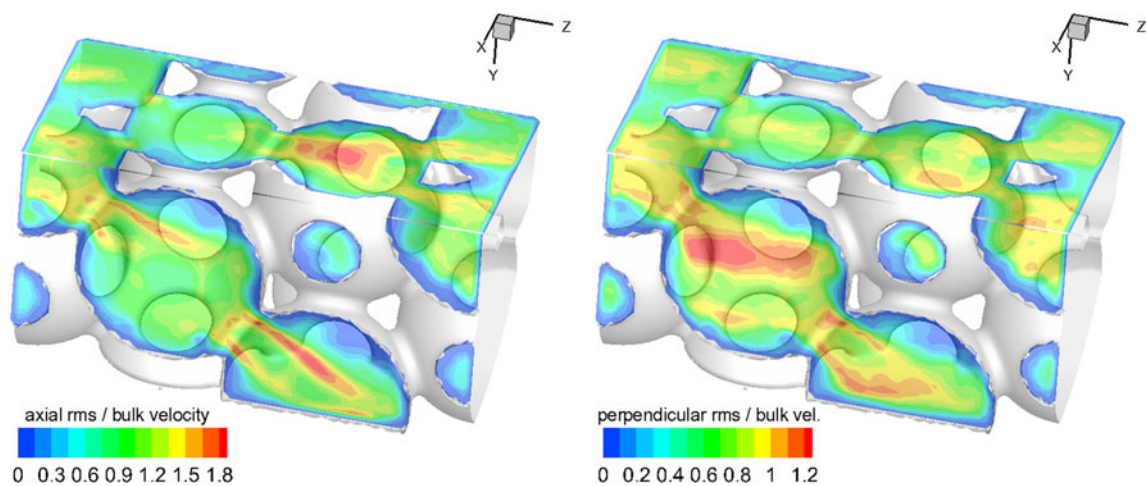 Z
X
Y
Z
X
Y
axial rms / bulk velocity
0 0.3 0.6 0.9 1.2 1.5 1.8
perpendicular rms / bulk vel.
0 0.2 0.4 0.6 0.8 1 1.2